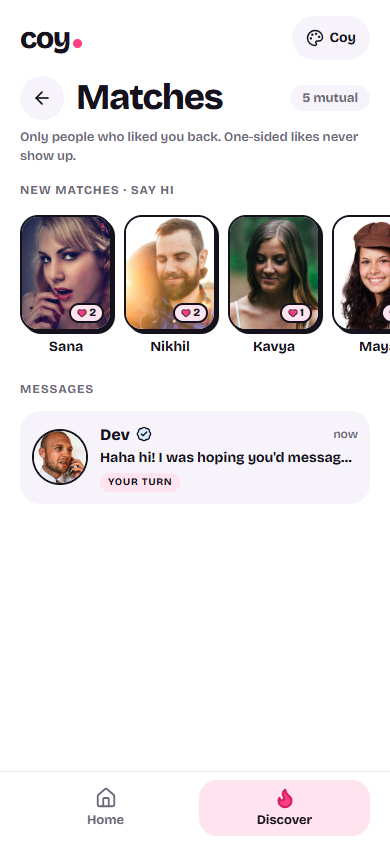 coy
Coy
Matches
5 mutual
Only people who liked you back. One-sided likes never
show up.
NEW MATCHES · SAY HI
2
2
1
Sana
Nikhil
Kavya
May
MESSAGES
Dev
now
Haha hi! I was hoping you'd messag...
YOUR TURN
Home
Discover